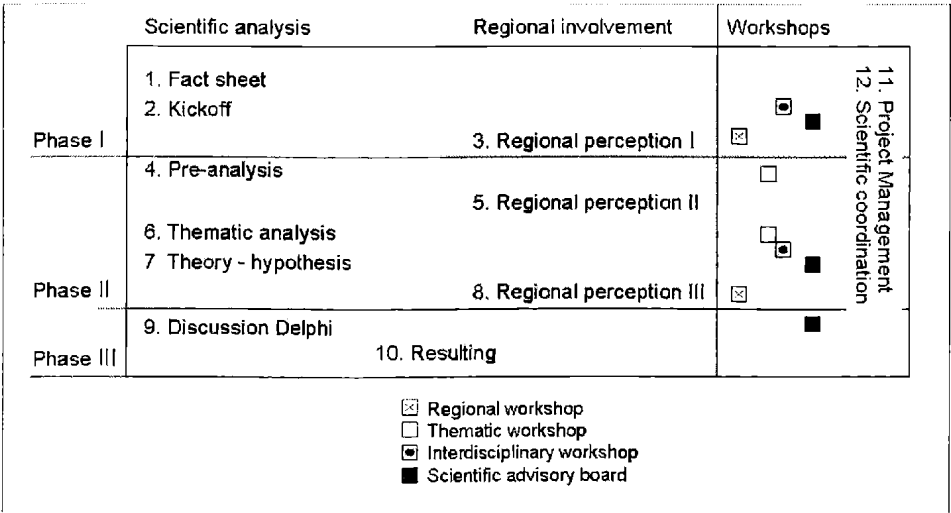 Scientific analysis Regional involvement Workshops
1. Fact sheet
2. Kickoff
Phase I 3. Regional perception I
4. Pre-analysis
5. Regional perception II
6. Thematic analysis
7 Theory - hypothesis
Phase II 8. Regional perception III
9. Discussion Delphi
Phase III 10. Resulting
11. Project Management
12. Scientific coordination
Regional workshop
Thematic workshop
Interdisciplinary workshop
Scientific advisory board